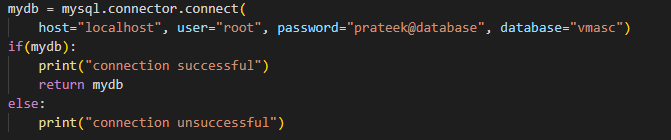 mydb = mysql.connector.connect(
    host="localhost", user="root", password="prateek@database", database="vmasc")
if(mydb):
    print("connection successful")
    return mydb
else:
    print("connection unsuccessful")